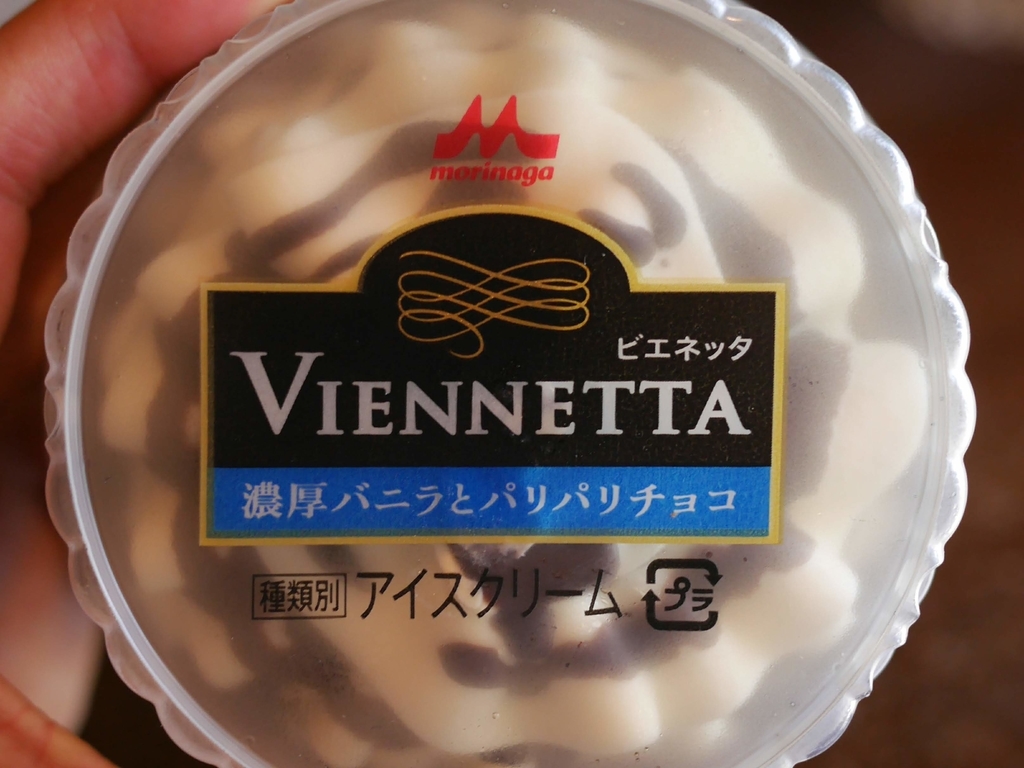 morinaga
ビエネッタ
VIENNETTA
濃厚バニラとパリパリチョコ
種類別 アイスクリーム プラ